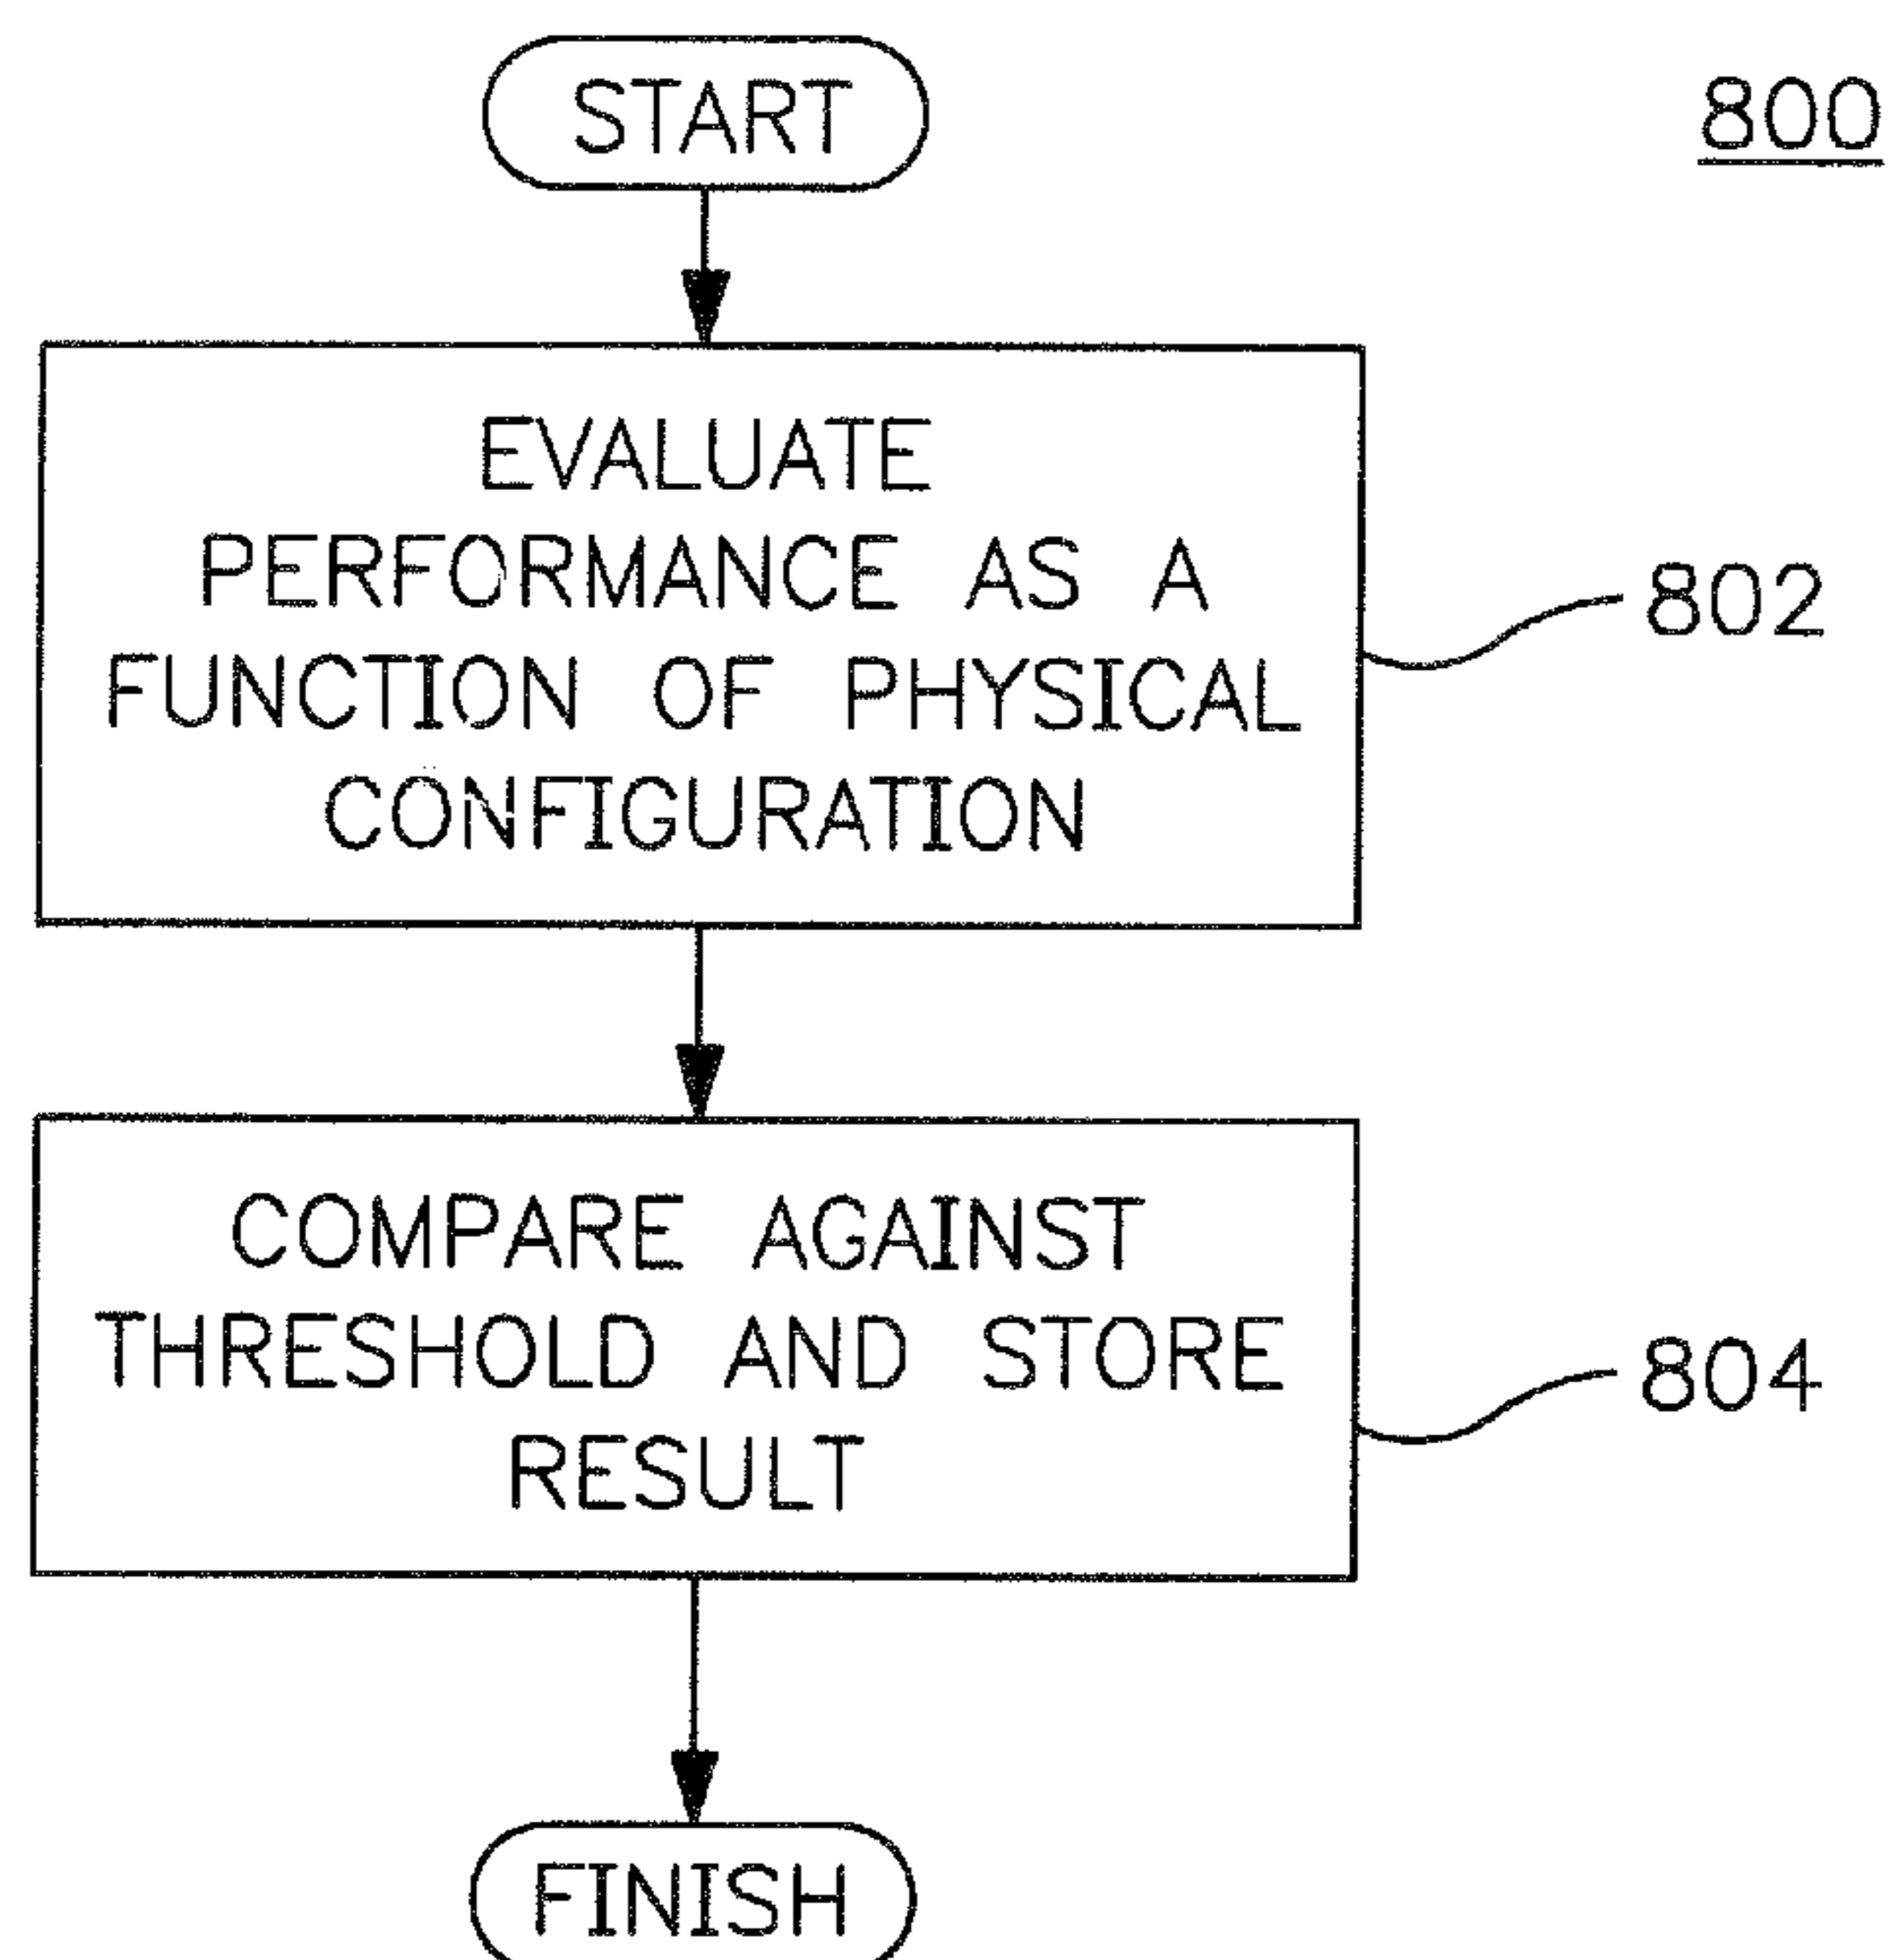 START
800
EVALUATE
PERFORMANCE AS A
FUNCTION OF PHYSICAL
CONFIGURATION
802
COMPARE AGAINST
THRESHOLD AND STORE
RESULT
804
FINISH